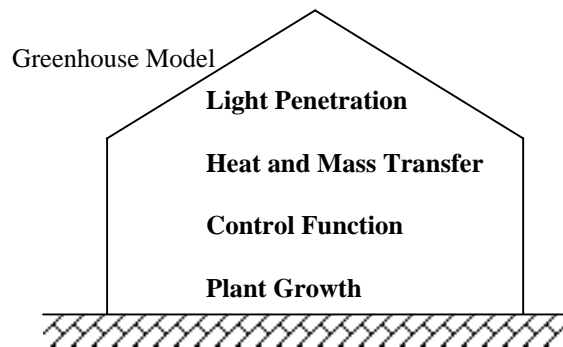 Greenhouse Model
Light Penetration
Heat and Mass Transfer
Control Function
Plant Growth